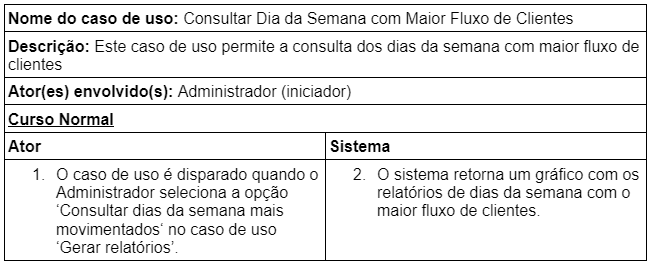 Nome do caso de uso: Consultar Dia da Semana com Maior Fluxo de Clientes
Descrição: Este caso de uso permite a consulta dos dias da semana com maior fluxo de
clientes
Ator(es) envolvido(s): Administrador (iniciador)
Curso Normal
Ator
Sistema
1. O caso de uso é disparado quando o
Administrador seleciona a opção
‘Consultar dias da semana mais
movimentados‘ no caso de uso
‘Gerar relatórios’.
2. O sistema retorna um gráfico com os
relatórios de dias da semana com o
maior fluxo de clientes.